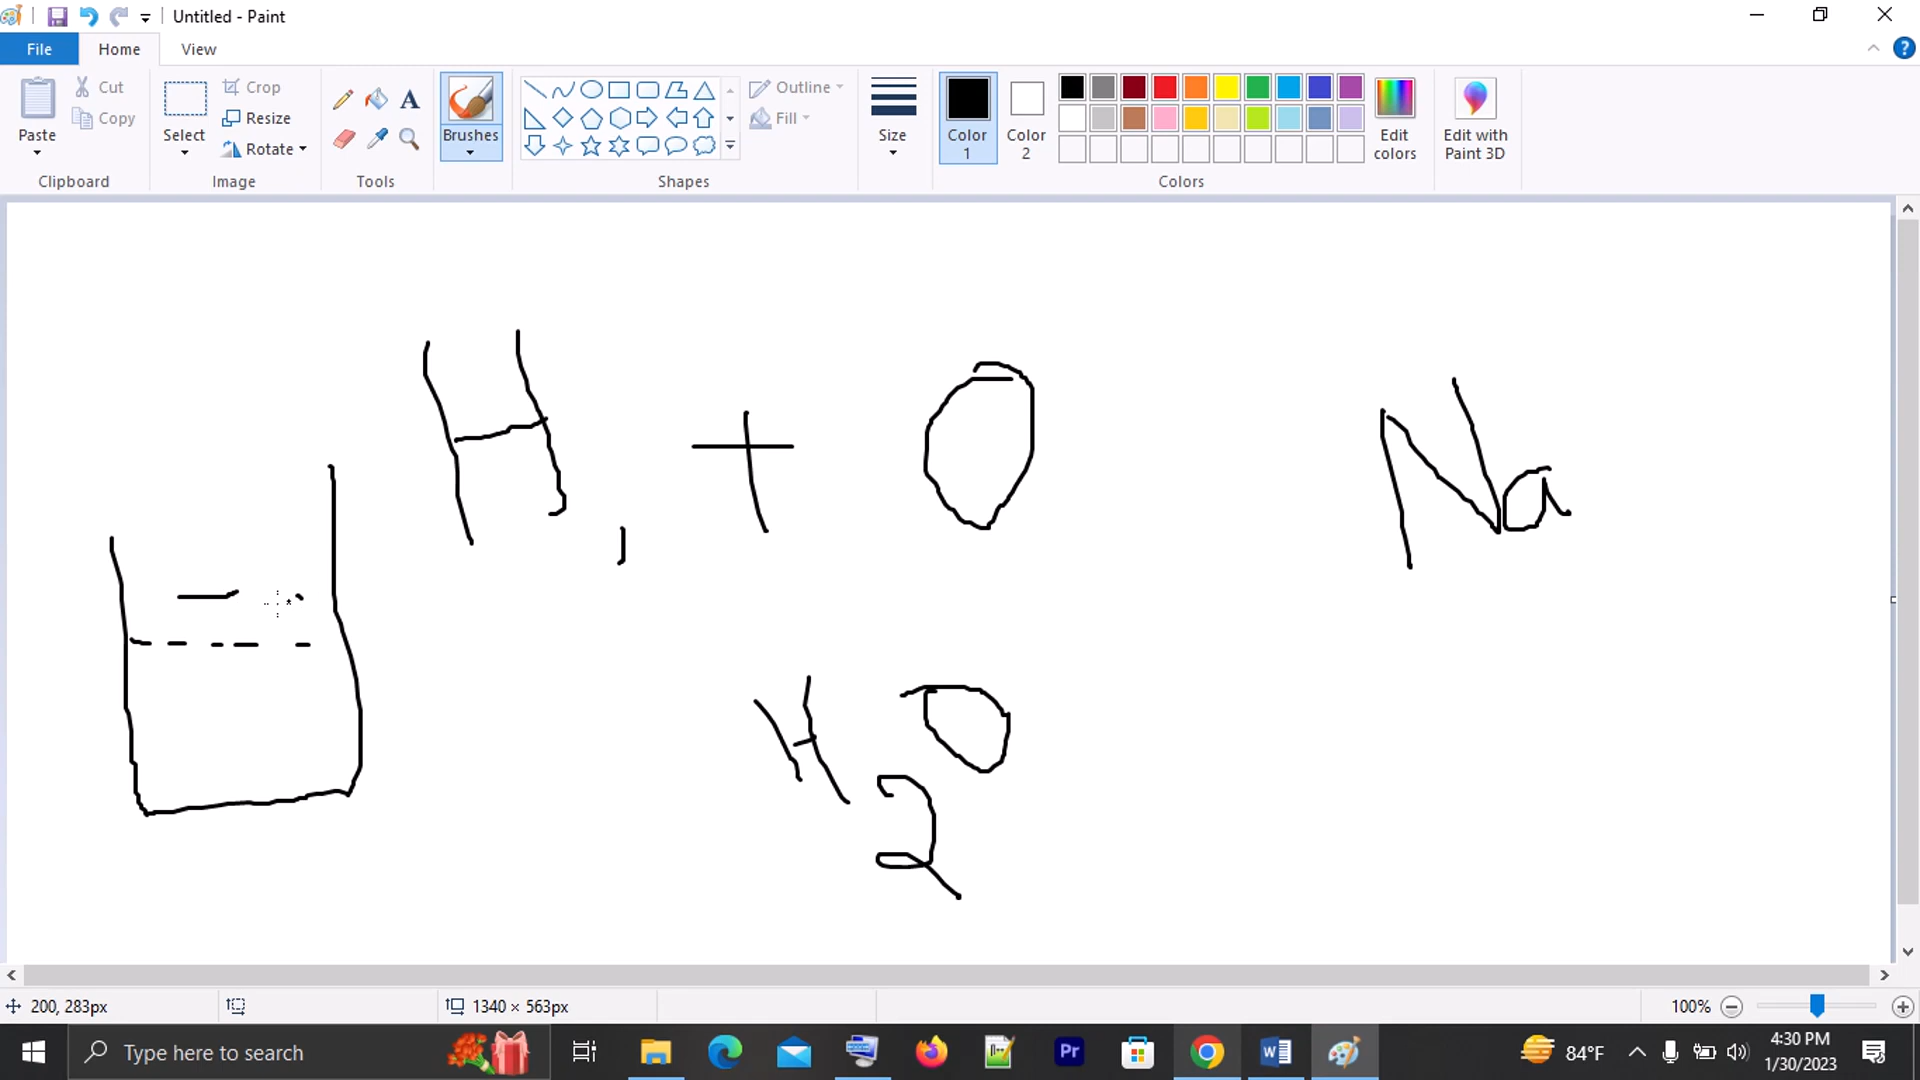 Untitled - Paint
File Home View
Paste
Cut
Copy
Clipboard
Select
Crop
Resize
Rotate
Image
Tools
Brushes
Outline
Fill
Shapes
Size
Color 1
Color 2
Edit colors
Colors
Edit with Paint 3D
H, + O Na
H2O
200, 283px
1340 × 563px
100%
Type here to search
Pr
84°F
4:30 PM
1/30/2023